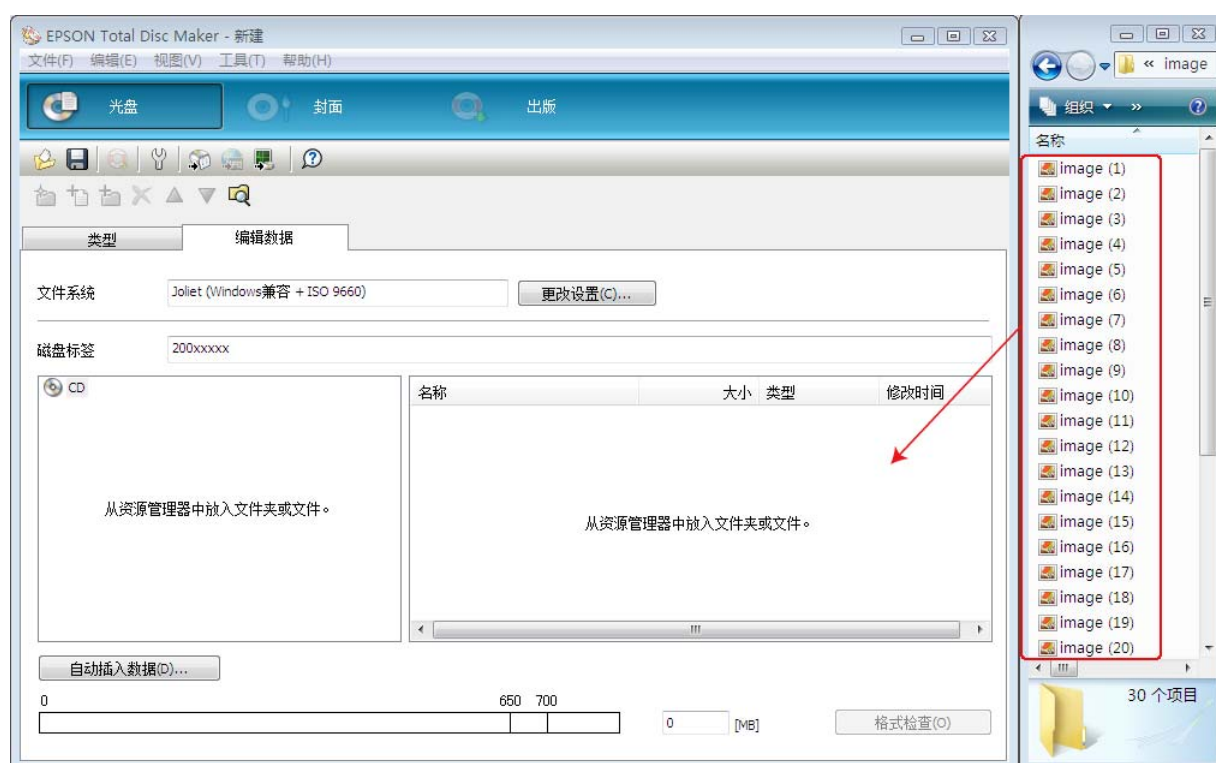 EPSON Total Disc Maker - 新建
文件(F) 编辑(E) 视图(V) 工具(T) 帮助(H)
光盘 封面 出版
类型 编辑数据
文件系统 Joliet (Windows兼容 + ISO 9660) 更改设置(C)...
磁盘标签 200xxxxx
CD
从资源管理器中放入文件夹或文件。
名称 大小 类型 修改时间
从资源管理器中放入文件夹或文件。
自动插入数据(D)...
0 650 700
0 [MB] 格式检查(O)
« image
组织 »
名称
image (1)
image (2)
image (3)
image (4)
image (5)
image (6)
image (7)
image (8)
image (9)
image (10)
image (11)
image (12)
image (13)
image (14)
image (15)
image (16)
image (17)
image (18)
image (19)
image (20)
30 个项目